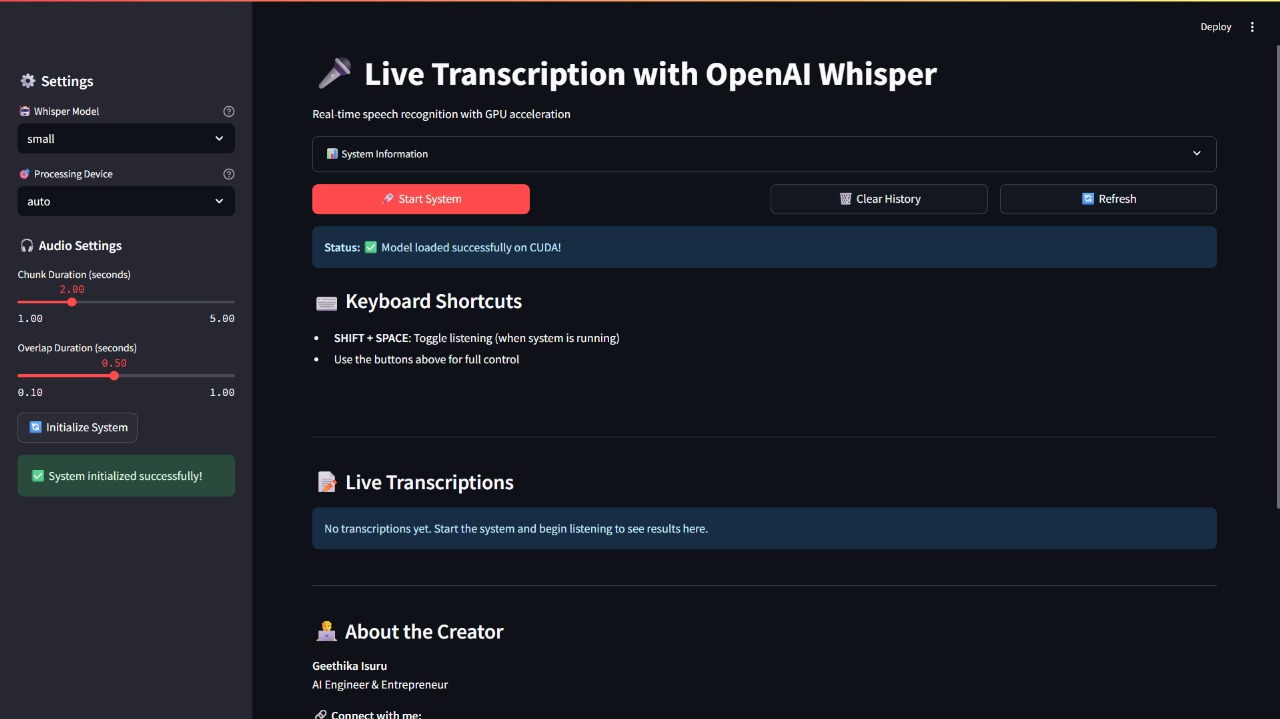 Deploy
Settings
Whisper Model
small
Processing Device
auto
Audio Settings
Chunk Duration (seconds)
2.00
1.00 5.00
Overlap Duration (seconds)
0.50
0.10 1.00
Initialize System
System initialized successfully!
Live Transcription with OpenAI Whisper
Real-time speech recognition with GPU acceleration
System Information
Start System Clear History Refresh
Status: Model loaded successfully on CUDA!
Keyboard Shortcuts
SHIFT + SPACE: Toggle listening (when system is running)
Use the buttons above for full control
Live Transcriptions
No transcriptions yet. Start the system and begin listening to see results here.
About the Creator
Geethika Isuru
AI Engineer & Entrepreneur
Connect with me: